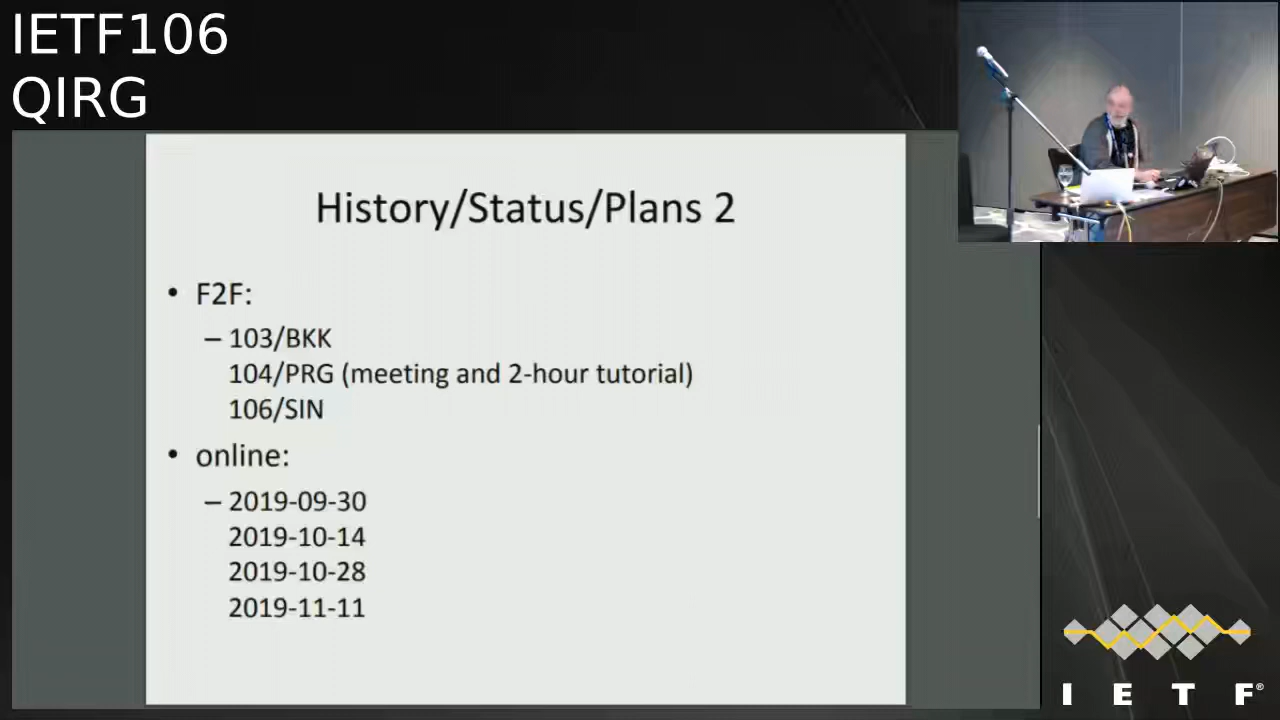 IETF106
QIRG
History/Status/Plans 2
• F2F:
– 103/BKK
104/PRG (meeting and 2-hour tutorial)
106/SIN
• online:
– 2019-09-30
2019-10-14
2019-10-28
2019-11-11
I E T F®